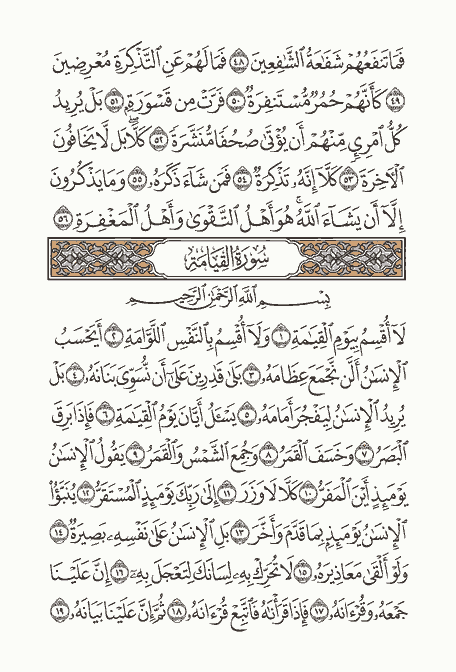 فَمَا تَنفَعُهُمْ شَفَٰعَةُ ٱلشَّٰفِعِينَ ٤٨ فَمَا لَهُمْ عَنِ ٱلتَّذْكِرَةِ مُعْرِضِينَ
٤٩ كَأَنَّهُمْ حُمُرٌ مُّسْتَنفِرَةٌ ٥٠ فَرَّتْ مِن قَسْوَرَةٍۭ ٥١ بَلْ يُرِيدُ
كُلُّ ٱمْرِئٍ مِّنْهُمْ أَن يُؤْتَىٰ صُحُفًا مُّنَشَّرَةً ٥٢ كَلَّاۖ بَل لَّا يَخَافُونَ
ٱلْءَاخِرَةَ ٥٣ كَلَّآ إِنَّهُۥ تَذْكِرَةٌ ٥٤ فَمَن شَآءَ ذَكَرَهُۥ ٥٥ وَمَا يَذْكُرُونَ
إِلَّآ أَن يَشَآءَ ٱللَّهُۚ هُوَ أَهْلُ ٱلتَّقْوَىٰ وَأَهْلُ ٱلْمَغْفِرَةِ ٥٦
سُورَةُ القِيَامَةِ
بِسْمِ ٱللَّهِ ٱلرَّحْمَٰنِ ٱلرَّحِيمِ
لَآ أُقْسِمُ بِيَوْمِ ٱلْقِيَٰمَةِ ١ وَلَآ أُقْسِمُ بِٱلنَّفْسِ ٱللَّوَّامَةِ ٢ أَيَحْسَبُ
ٱلْإِنسَٰنُ أَلَّن نَّجْمَعَ عِظَامَهُۥ ٣ بَلَىٰ قَٰدِرِينَ عَلَىٰٓ أَن نُّسَوِّيَ بَنَانَهُۥ ٤ بَلْ
يُرِيدُ ٱلْإِنسَٰنُ لِيَفْجُرَ أَمَامَهُۥ ٥ يَسْـَٔلُ أَيَّانَ يَوْمُ ٱلْقِيَٰمَةِ ٦ فَإِذَا بَرِقَ
ٱلْبَصَرُ ٧ وَخَسَفَ ٱلْقَمَرُ ٨ وَجُمِعَ ٱلشَّمْسُ وَٱلْقَمَرُ ٩ يَقُولُ ٱلْإِنسَٰنُ
يَوْمَئِذٍ أَيْنَ ٱلْمَفَرُّ ١٠ كَلَّا لَا وَزَرَ ١١ إِلَىٰ رَبِّكَ يَوْمَئِذٍ ٱلْمُسْتَقَرُّ ١٢ يُنَبَّؤُا۟
ٱلْإِنسَٰنُ يَوْمَئِذٍۭ بِمَا قَدَّمَ وَأَخَّرَ ١٣ بَلِ ٱلْإِنسَٰنُ عَلَىٰ نَفْسِهِۦ بَصِيرَةٌ ١٤
وَلَوْ أَلْقَىٰ مَعَاذِيرَهُۥ ١٥ لَا تُحَرِّكْ بِهِۦ لِسَانَكَ لِتَعْجَلَ بِهِۦٓ ١٦ إِنَّ عَلَيْنَا
جَمْعَهُۥ وَقُرْءَانَهُۥ ١٧ فَإِذَا قَرَأْنَٰهُ فَٱتَّبِعْ قُرْءَانَهُۥ ١٨ ثُمَّ إِنَّ عَلَيْنَا بَيَانَهُۥ ١٩